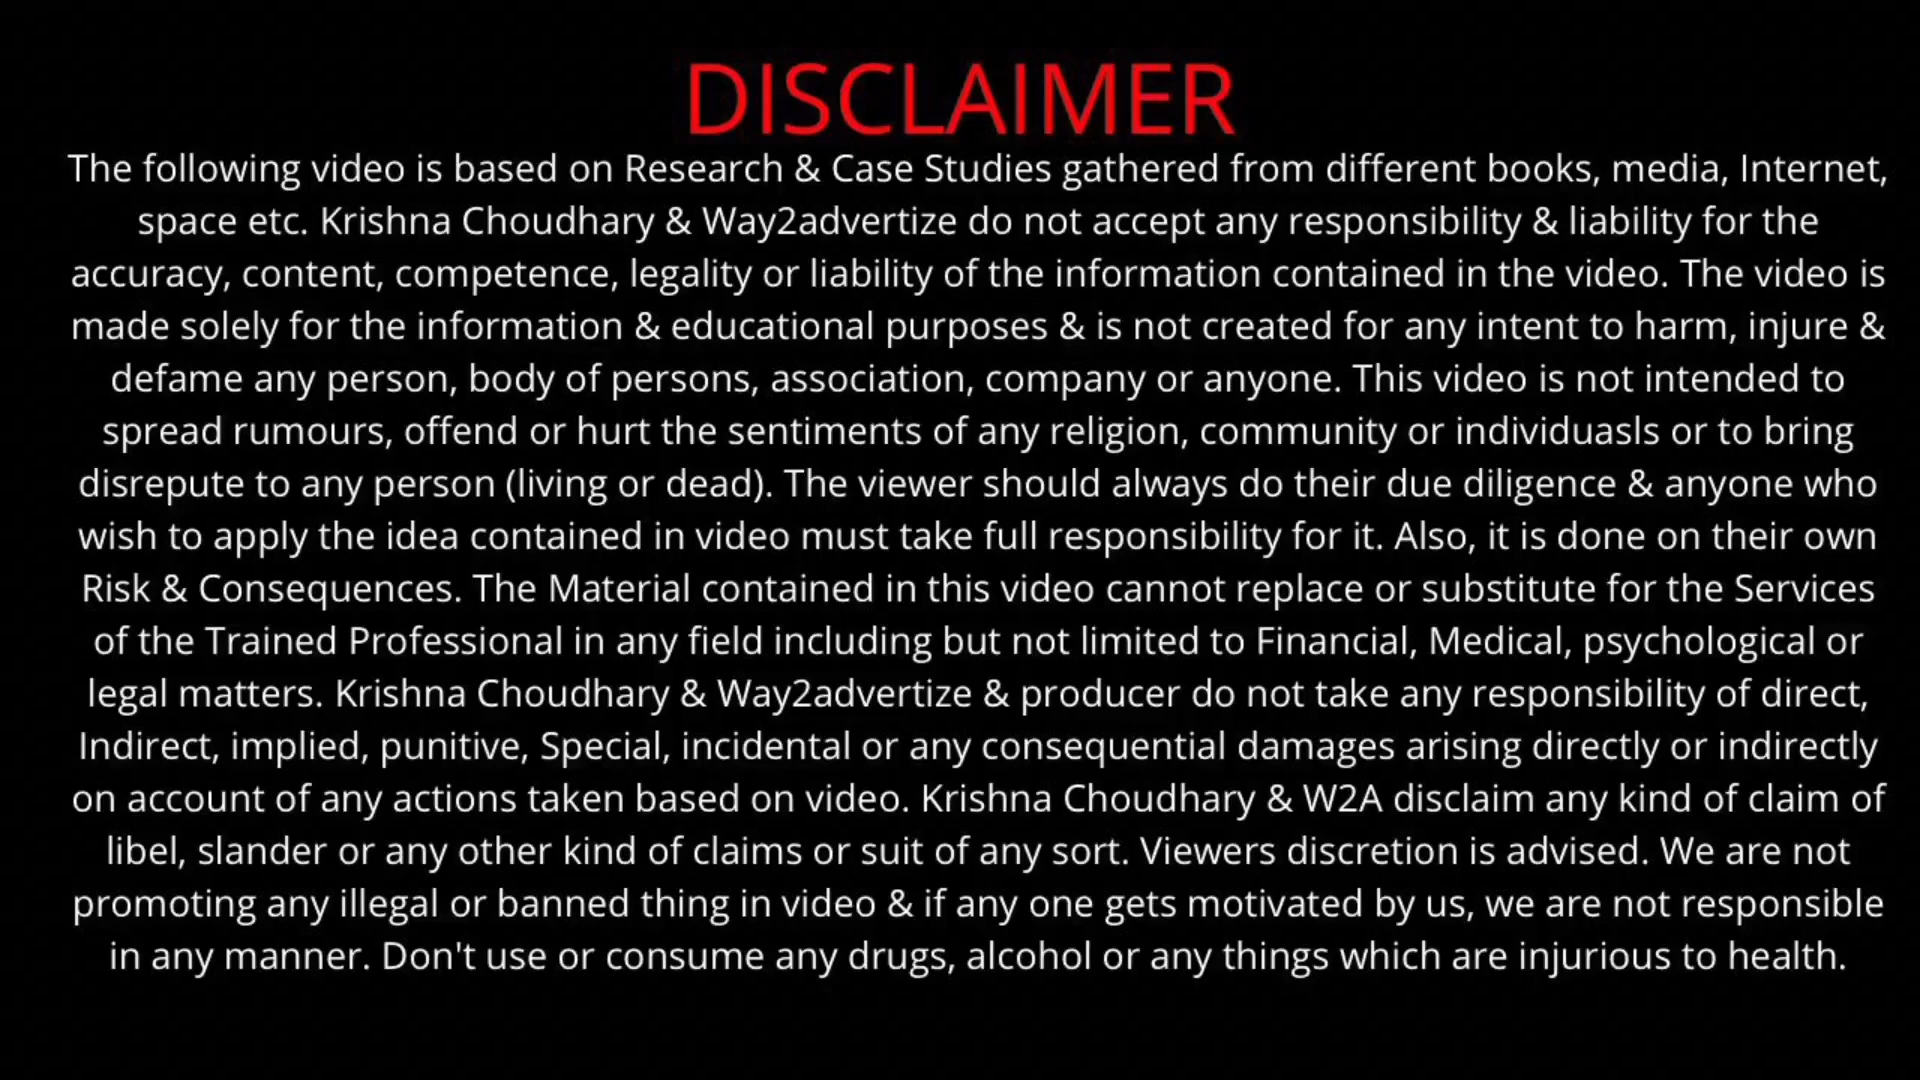 DISCLAIMER
The following video is based on Research & Case Studies gathered from different books, media, Internet,
space etc. Krishna Choudhary & Way2advertize do not accept any responsibility & liability for the
accuracy, content, competence, legality or liability of the information contained in the video. The video is
made solely for the information & educational purposes & is not created for any intent to harm, injure &
defame any person, body of persons, association, company or anyone. This video is not intended to
spread rumours, offend or hurt the sentiments of any religion, community or individuasls or to bring
disrepute to any person (living or dead). The viewer should always do their due diligence & anyone who
wish to apply the idea contained in video must take full responsibility for it. Also, it is done on their own
Risk & Consequences. The Material contained in this video cannot replace or substitute for the Services
of the Trained Professional in any field including but not limited to Financial, Medical, psychological or
legal matters. Krishna Choudhary & Way2advertize & producer do not take any responsibility of direct,
Indirect, implied, punitive, Special, incidental or any consequential damages arising directly or indirectly
on account of any actions taken based on video. Krishna Choudhary & W2A disclaim any kind of claim of
libel, slander or any other kind of claims or suit of any sort. Viewers discretion is advised. We are not
promoting any illegal or banned thing in video & if any one gets motivated by us, we are not responsible
in any manner. Don't use or consume any drugs, alcohol or any things which are injurious to health.